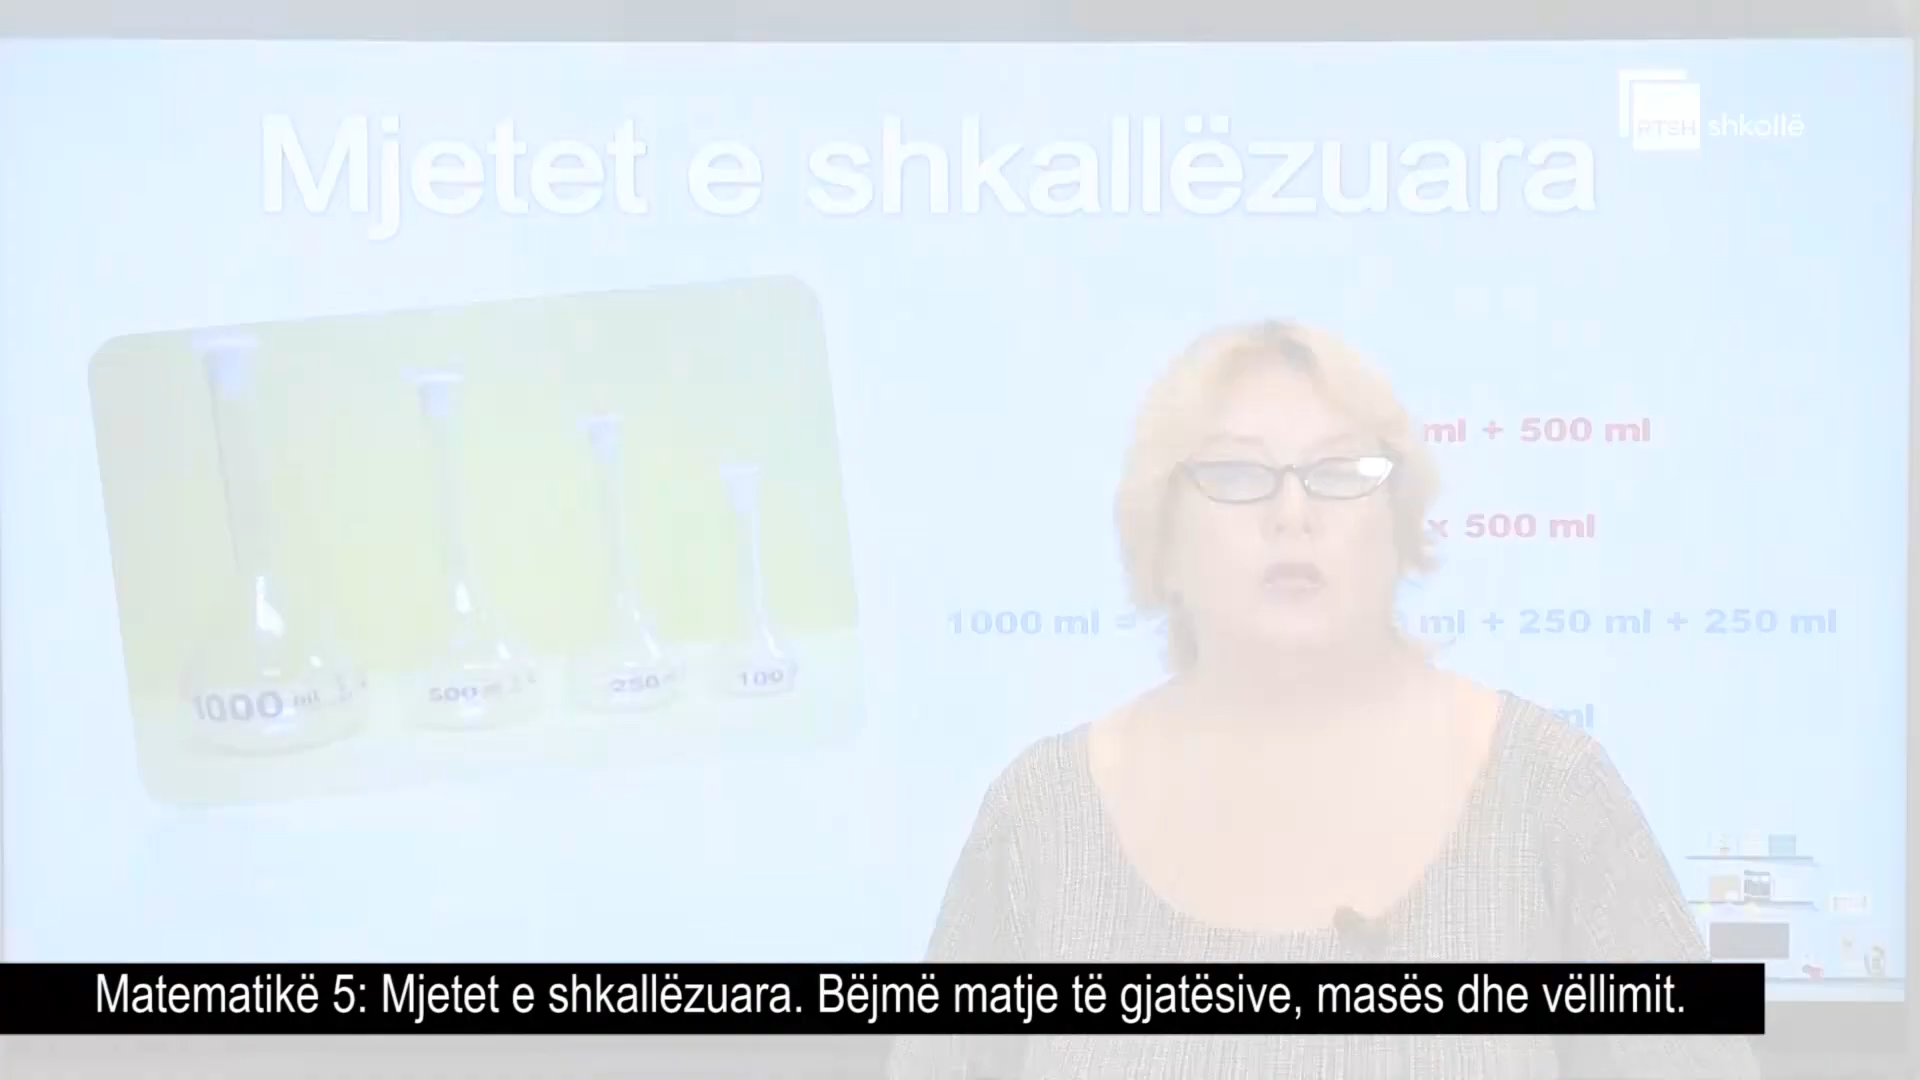 Mjetet e shkallëzuara
RTSH shkollë
ml + 500 ml
x 500 ml
1000 ml = ml + 250 ml + 250 ml
ml
1000 ml
500
250
100
Matematikë 5: Mjetet e shkallëzuara. Bëjmë matje të gjatësive, masës dhe vëllimit.